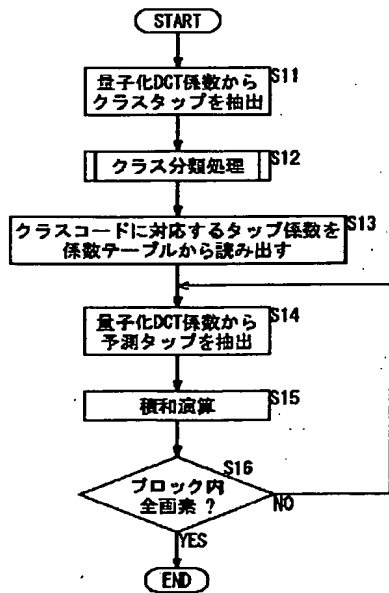 START
量子化DCT係数から
クラスタップを抽出
S11
クラス分類処理
S12
クラスコードに対応するタップ係数を
係数テーブルから読み出す
S13
量子化DCT係数から
予測タップを抽出
S14
積和演算
S15
ブロック内
全画素 ?
S16
NO
YES
END